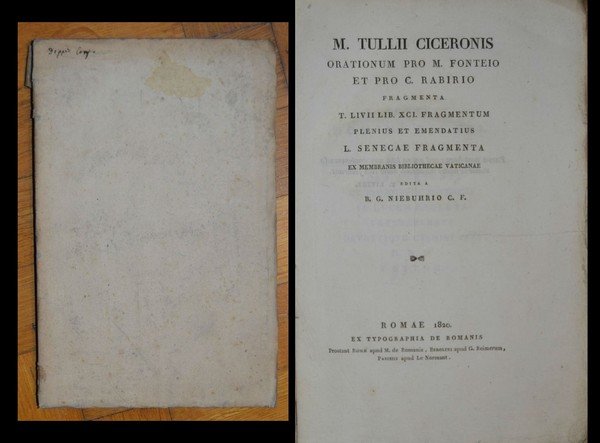 M. TULLII CICERONIS
ORATIONUM PRO M. FONTEIO
ET PRO C. RABIRIO
FRAGMENTA
T. LIVII LIB. XCI. FRAGMENTUM
PLENIUS ET EMENDATIUS
L. SENECAE FRAGMENTA
EX MEMBRANIS BIBLIOTHECAE VATICANAE
EDITA A
B. G. NIEBUHRIO C. F.
ROMAE 1820.
EX TYPOGRAPHIA DE ROMANIS
Prostant Romae apud M. de Romanis, Berolini apud G. Reimerum,
Parisiis apud Le Normant.